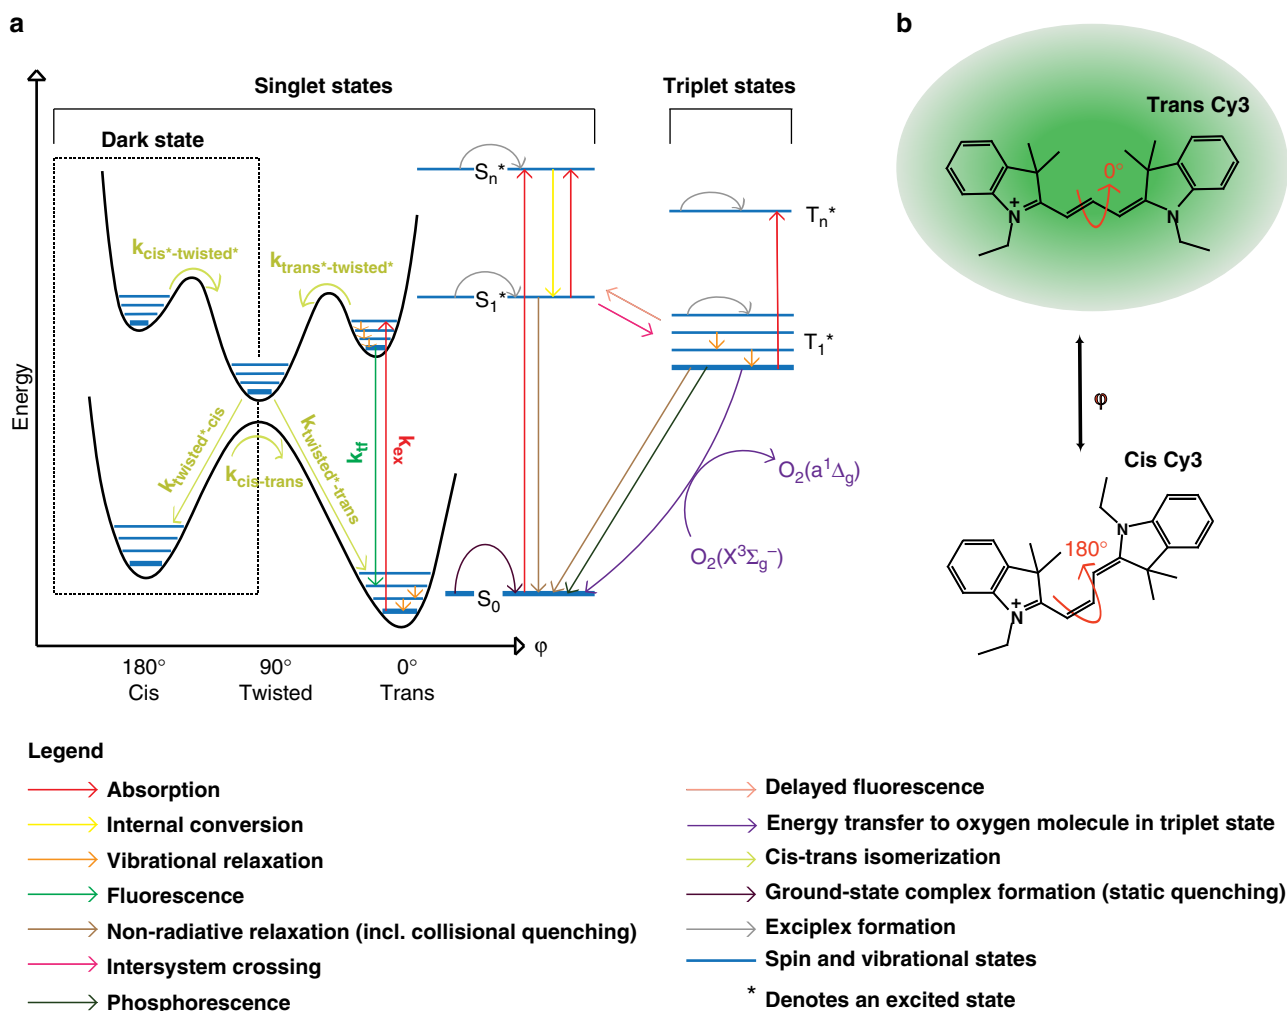 a
b
Singlet states
Triplet states
Dark state
Trans Cy3
Sn*
0°
Tn*
N
+
N
kcis*-twisted*
ktrans*-twisted*
S1*
T1*
Energy
φ
ktwisted*-cis
kcis-trans
ktwisted*-trans
ktf
kex
O2(a¹Δg)
Cis Cy3
O2(X³Σg⁻)
N
180°
N
+
S0
φ
180°
90°
0°
Cis
Twisted
Trans
Legend
Absorption
Internal conversion
Vibrational relaxation
Fluorescence
Non-radiative relaxation (incl. collisional quenching)
Intersystem crossing
Phosphorescence
Delayed fluorescence
Energy transfer to oxygen molecule in triplet state
Cis-trans isomerization
Ground-state complex formation (static quenching)
Exciplex formation
Spin and vibrational states
* Denotes an excited state